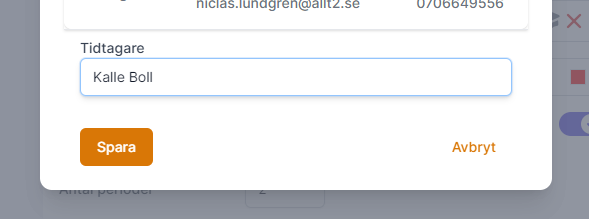 niclas.lundgren@allt2.se 0706649556
Tidtagare
Kalle Boll
Spara Avbryt
Antal perioder 2